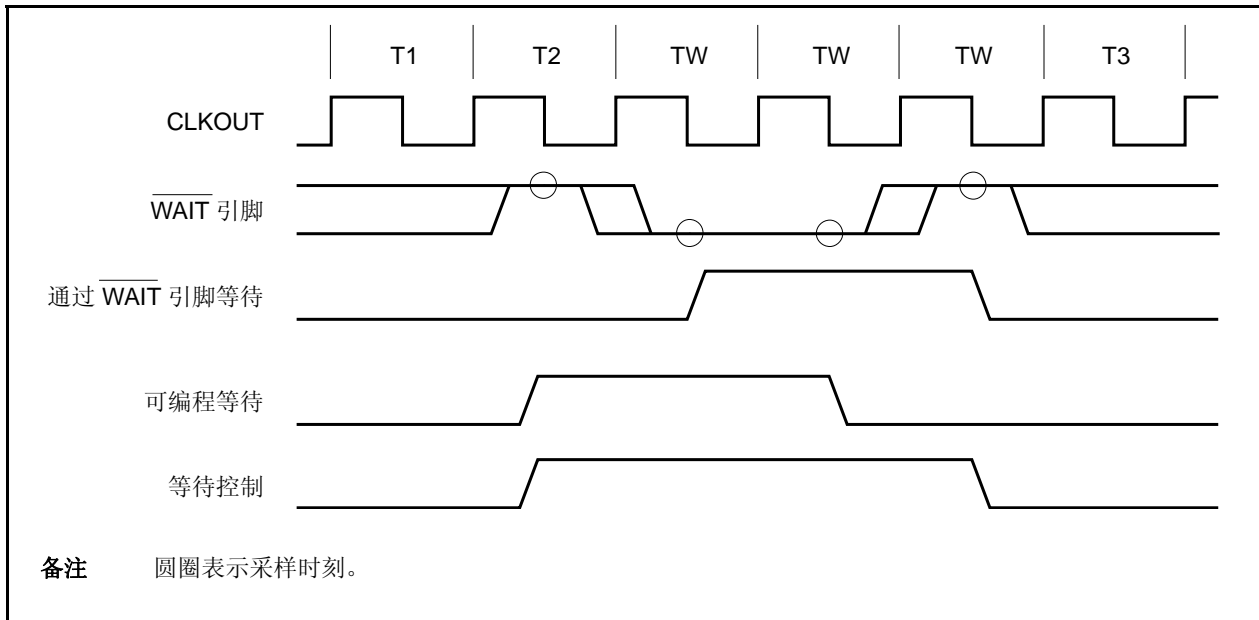 T1 T2 TW TW TW T3
CLKOUT
WAIT 引脚
通过 WAIT 引脚等待
可编程等待
等待控制
备注 圆圈表示采样时刻。